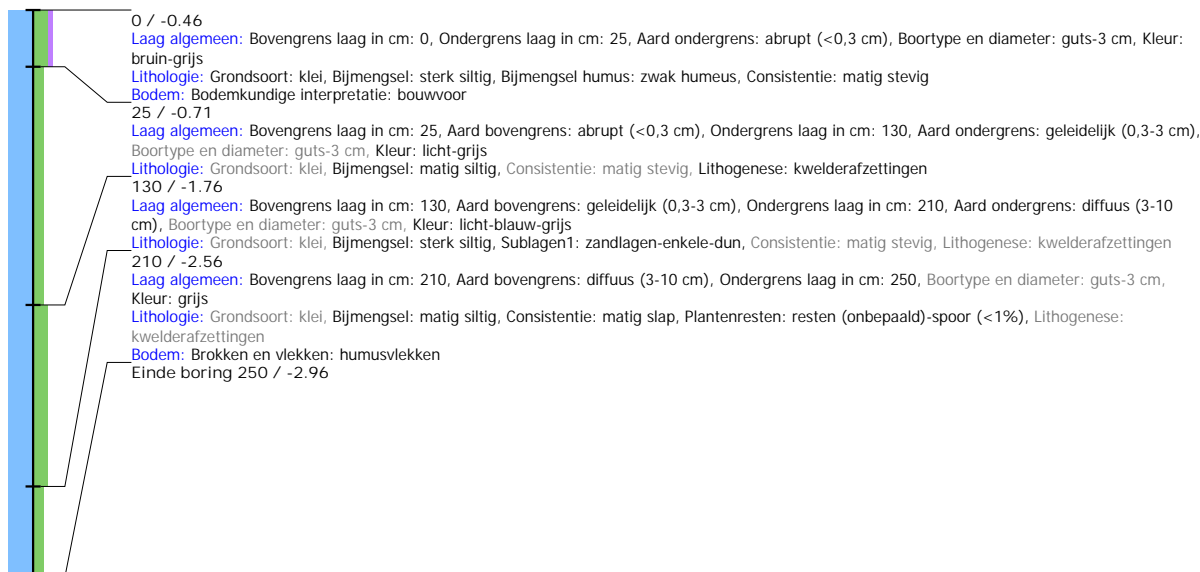 0 / -0.46
Laag algemeen: Bovengrens laag in cm: 0, Ondergrens laag in cm: 25, Aard ondergrens: abrupt (<0,3 cm), Boortype en diameter: guts-3 cm, Kleur:
bruin-grijs
Lithologie: Grondsoort: klei, Bijmengsel: sterk siltig, Bijmengsel humus: zwak humeus, Consistentie: matig stevig
Bodem: Bodemkundige interpretatie: bouwvoor
25 / -0.71
Laag algemeen: Bovengrens laag in cm: 25, Aard bovengrens: abrupt (<0,3 cm), Ondergrens laag in cm: 130, Aard ondergrens: geleidelijk (0,3-3 cm),
Boortype en diameter: guts-3 cm, Kleur: licht-grijs
Lithologie: Grondsoort: klei, Bijmengsel: matig siltig, Consistentie: matig stevig, Lithogenese: kwelderafzettingen
130 / -1.76
Laag algemeen: Bovengrens laag in cm: 130, Aard bovengrens: geleidelijk (0,3-3 cm), Ondergrens laag in cm: 210, Aard ondergrens: diffuus (3-10
cm), Boortype en diameter: guts-3 cm, Kleur: licht-blauw-grijs
Lithologie: Grondsoort: klei, Bijmengsel: sterk siltig, Sublagen1: zandlagen-enkele-dun, Consistentie: matig stevig, Lithogenese: kwelderafzettingen
210 / -2.56
Laag algemeen: Bovengrens laag in cm: 210, Aard bovengrens: diffuus (3-10 cm), Ondergrens laag in cm: 250, Boortype en diameter: guts-3 cm,
Kleur: grijs
Lithologie: Grondsoort: klei, Bijmengsel: matig siltig, Consistentie: matig slap, Plantenresten: resten (onbepaald)-spoor (<1%), Lithogenese:
kwelderafzettingen
Bodem: Brokken en vlekken: humusvlekken
Einde boring 250 / -2.96